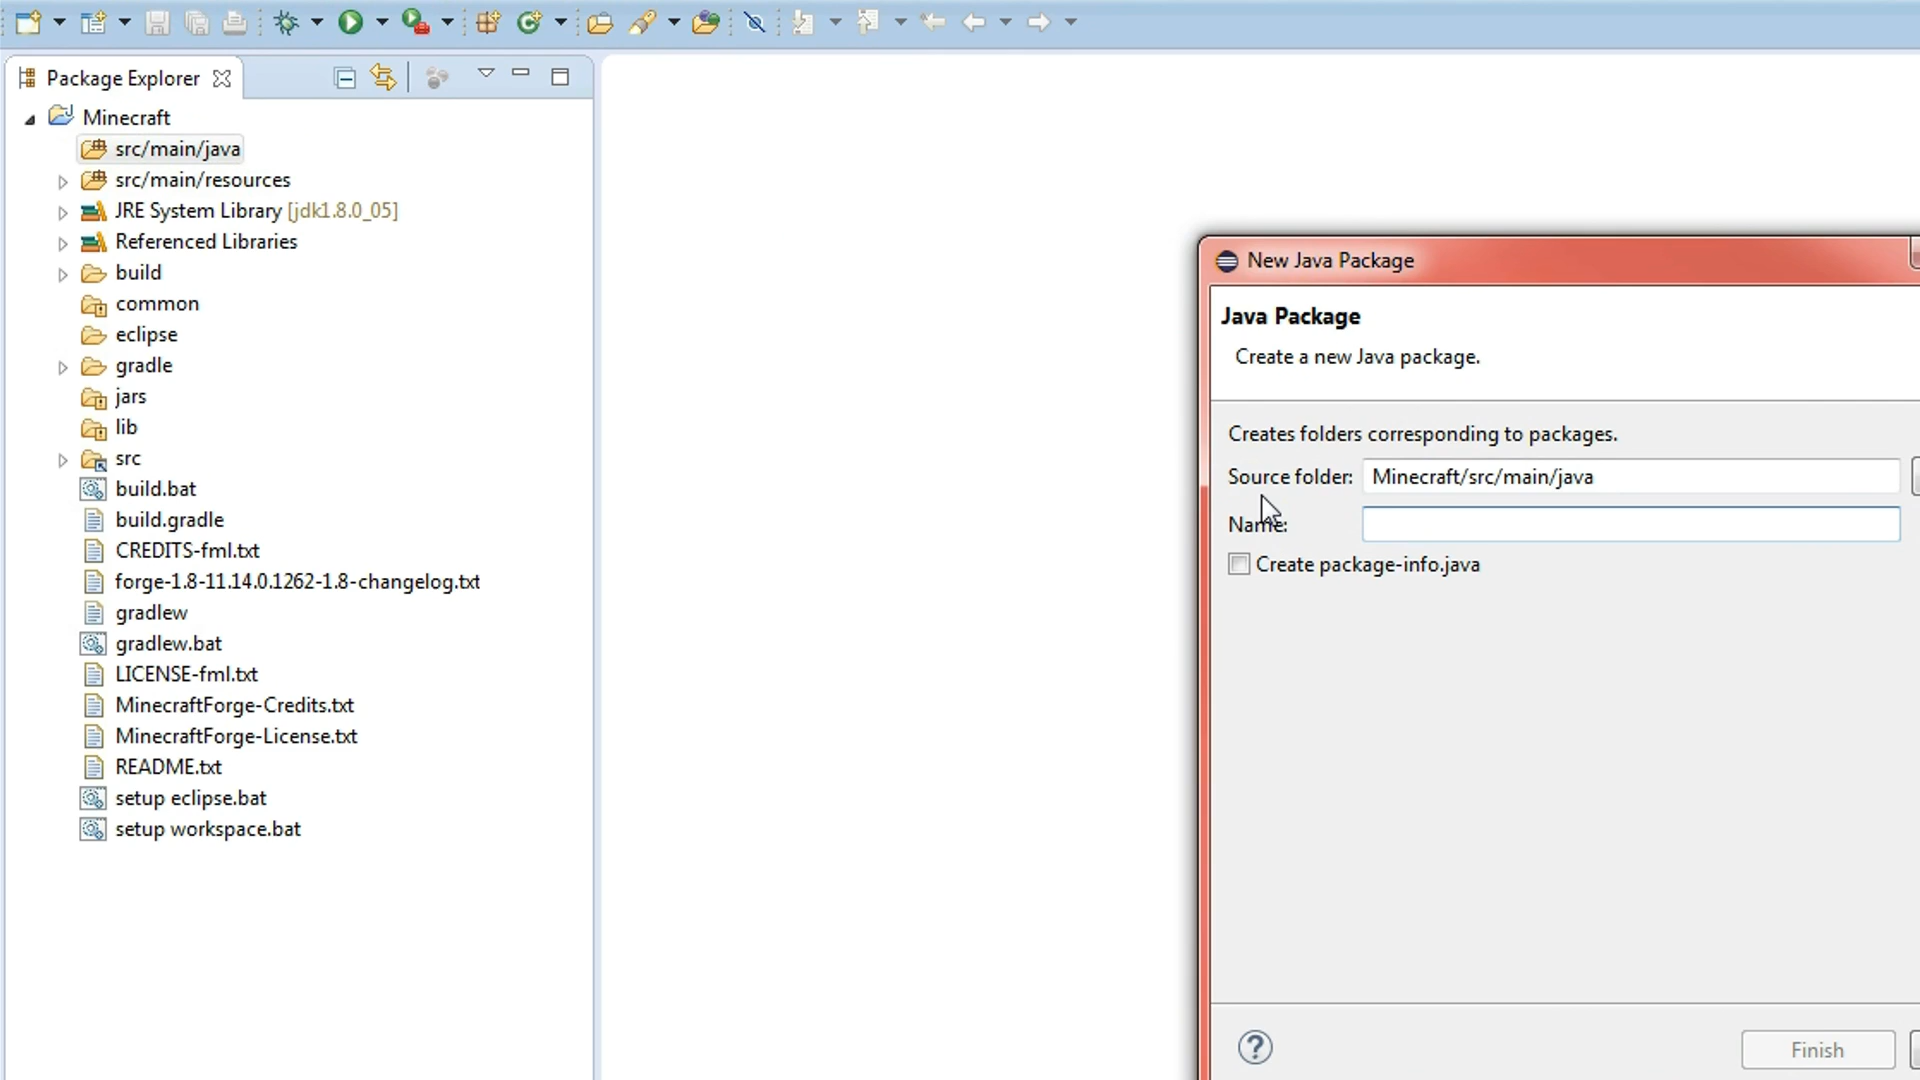 Package Explorer
Minecraft
src/main/java
src/main/resources
JRE System Library [jdk1.8.0_05]
Referenced Libraries
build
common
eclipse
gradle
jars
lib
src
build.bat
build.gradle
CREDITS-fml.txt
forge-1.8-11.14.0.1262-1.8-changelog.txt
gradlew
gradlew.bat
LICENSE-fml.txt
MinecraftForge-Credits.txt
MinecraftForge-License.txt
README.txt
setup eclipse.bat
setup workspace.bat
New Java Package
Java Package
Create a new Java package.
Creates folders corresponding to packages.
Source folder: Minecraft/src/main/java
Name:
Create package-info.java
Finish